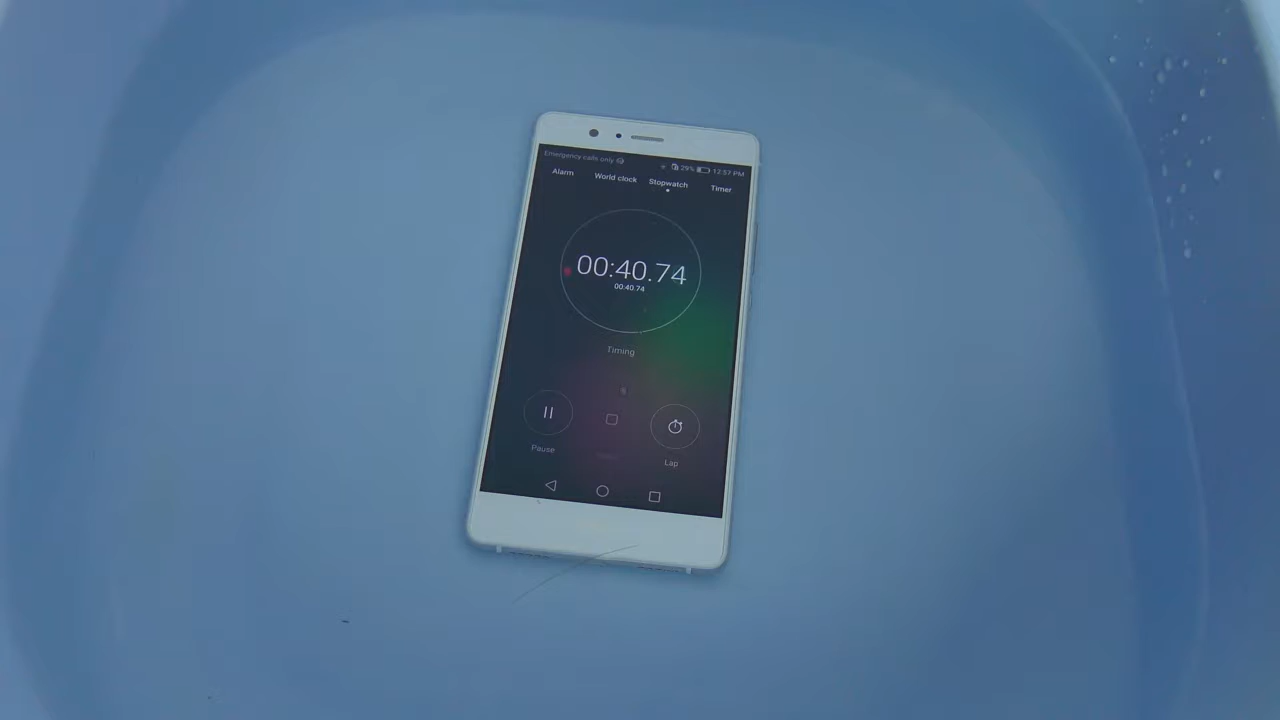 Emergency calls only 29% 12:57 PM
Alarm World clock Stopwatch Timer
00:40.74
00:40.74
Timing
Pause Lap